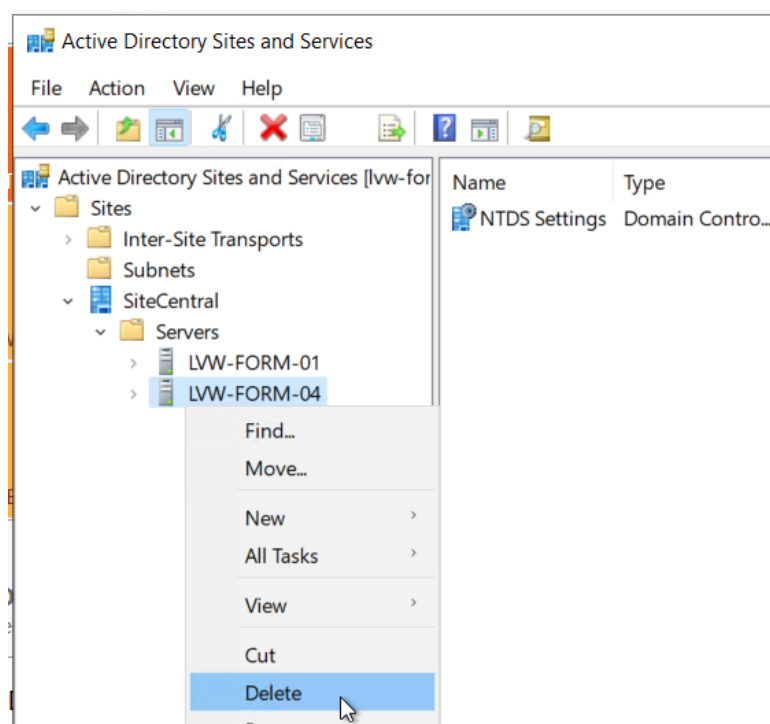 Active Directory Sites and Services
File Action View Help
Active Directory Sites and Services [lvw-for
Name Type
Sites
NTDS Settings Domain Contro...
Inter-Site Transports
Subnets
SiteCentral
Servers
LVW-FORM-01
LVW-FORM-04
Find...
Move...
New
All Tasks
View
Cut
Delete